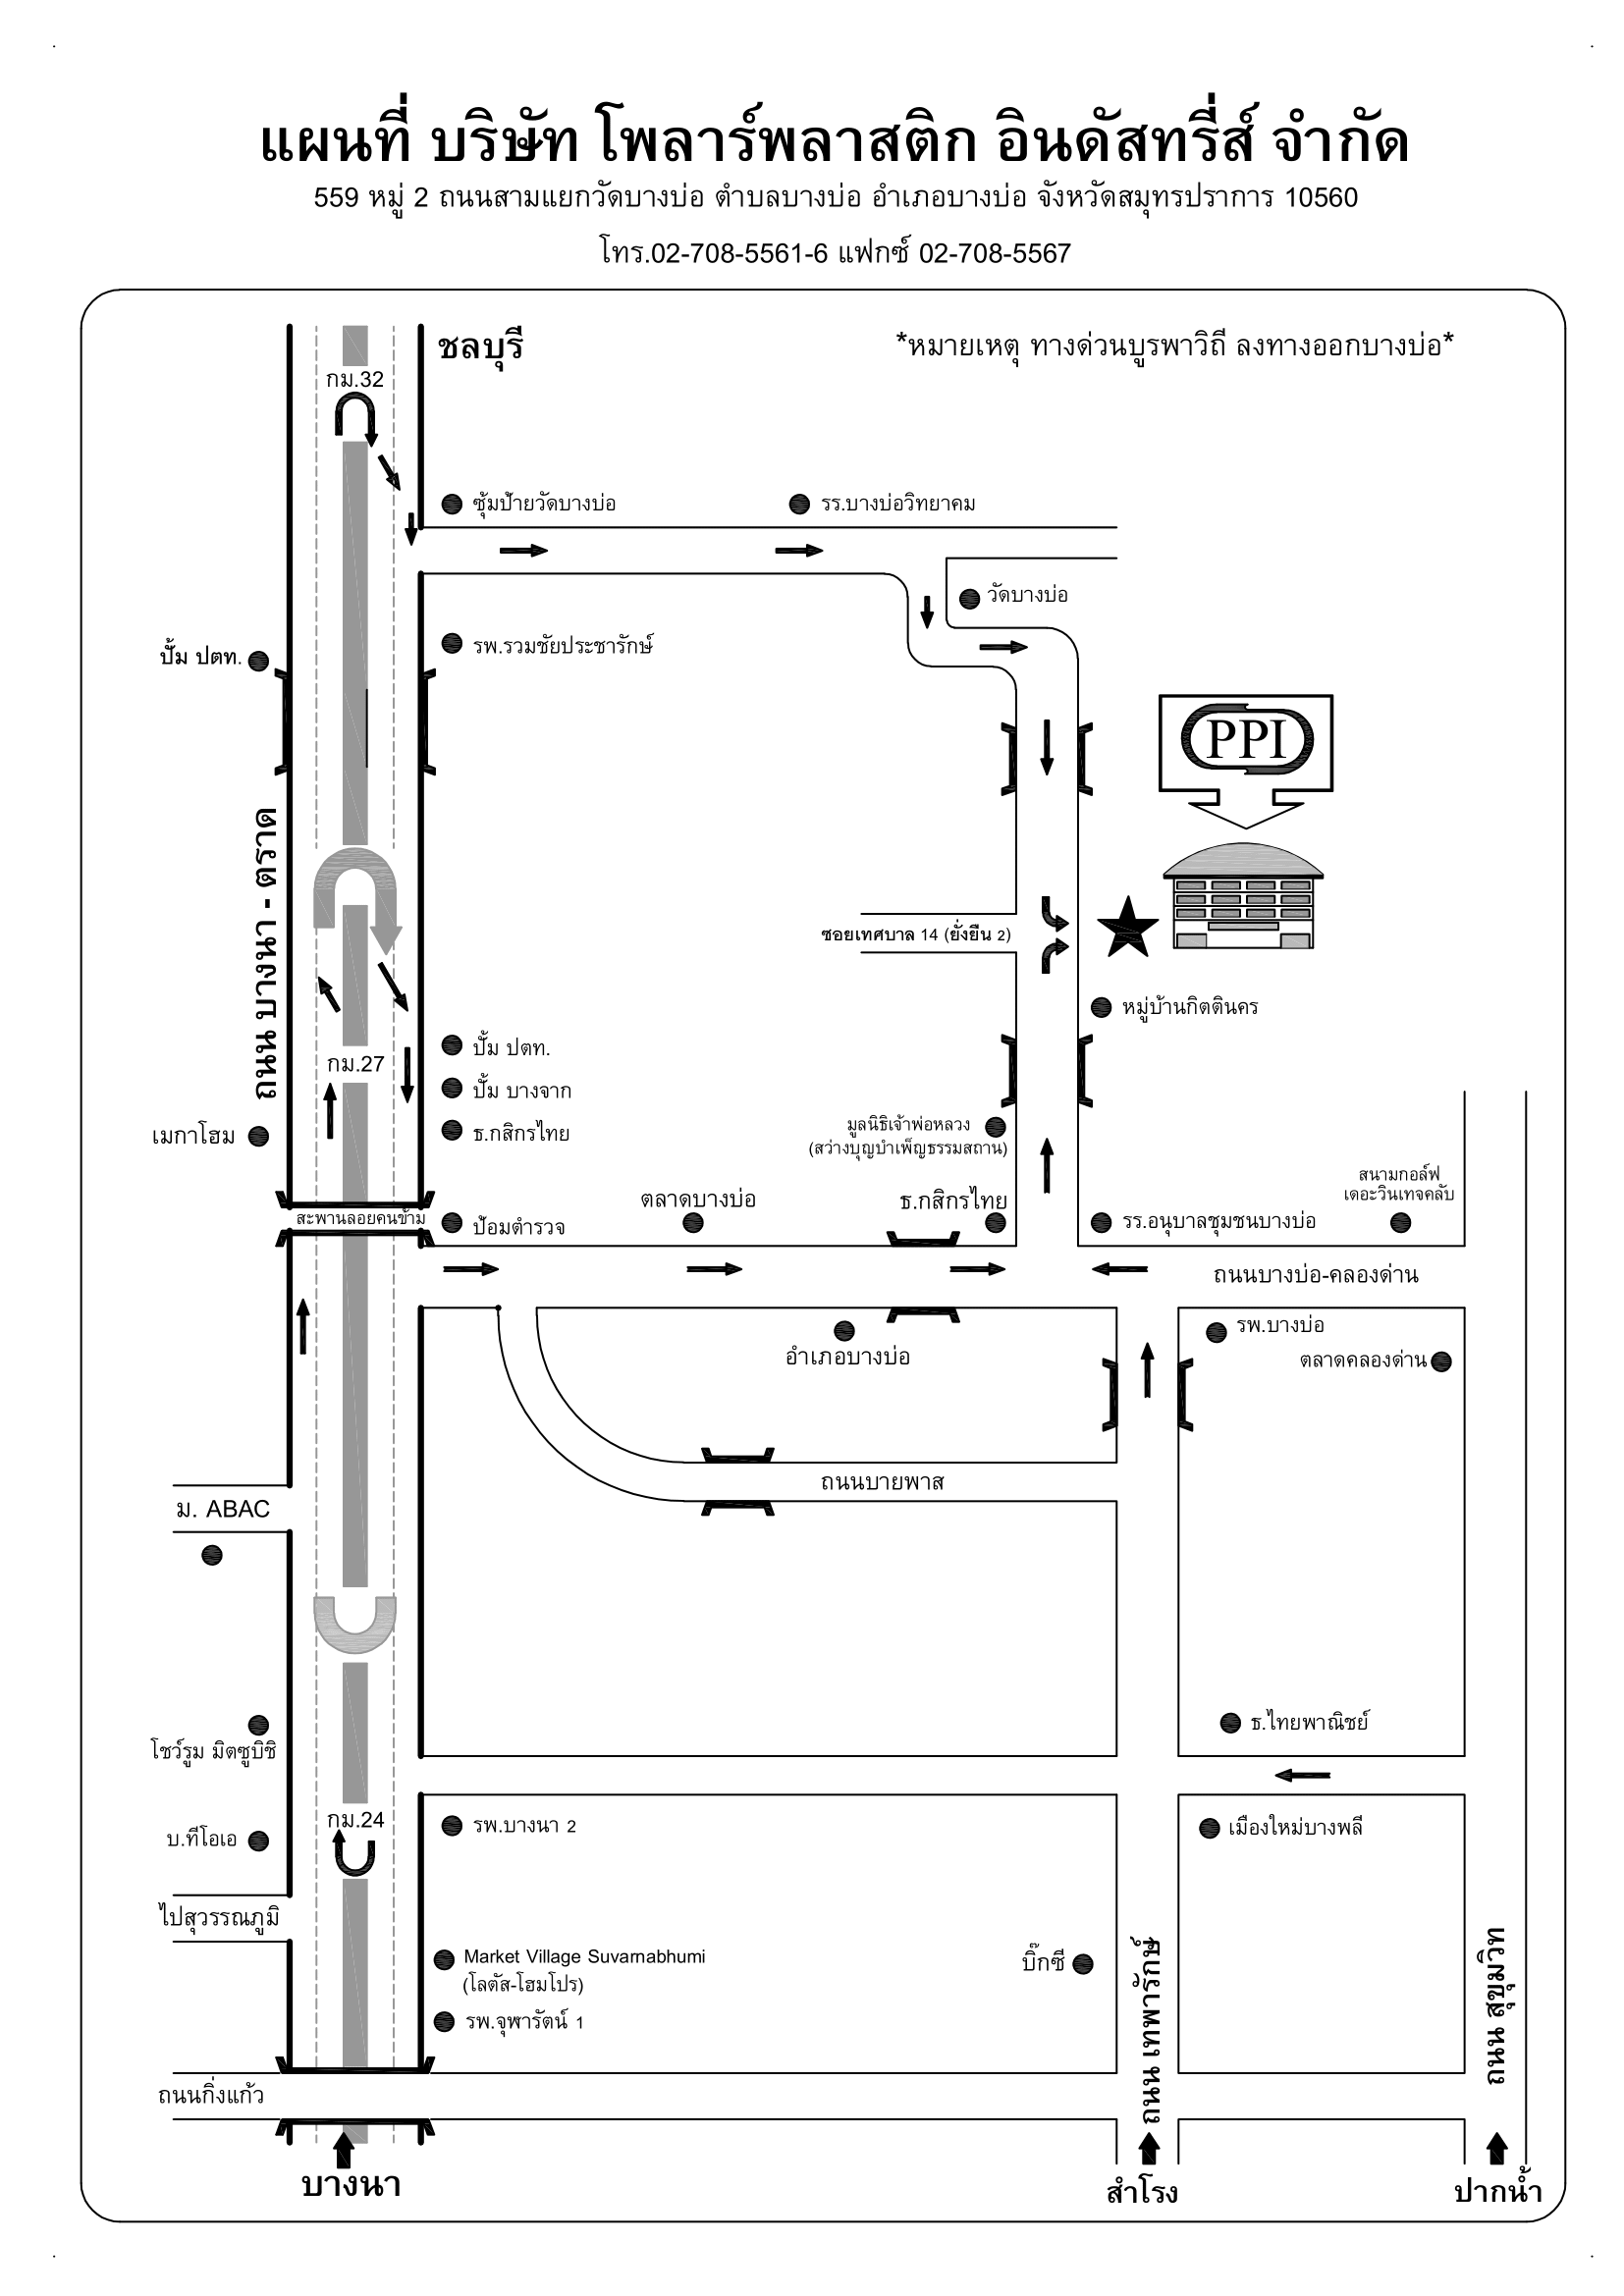 แผนที่ บริษัท โพลาร์พลาสติก อินดัสทรี่ส์ จำกัด
559 หมู่ 2 ถนนสามแยกวัดบางบ่อ ตำบลบางบ่อ อำเภอบางบ่อ จังหวัดสมุทรปราการ 10560
โทร.02-708-5561-6 แฟกซ์ 02-708-5567
ชลบุรี
*หมายเหตุ ทางด่วนบูรพาวิถี ลงทางออกบางบ่อ*
กม.32
ซุ้มป้ายวัดบางบ่อ
รร.บางบ่อวิทยาคม
วัดบางบ่อ
ปั้ม ปตท.
รพ.รวมชัยประชารักษ์
PPI
ถนน บางนา - ตราด
ซอยเทศบาล 14 (ยั่งยืน 2)
หมู่บ้านกิตตินคร
กม.27
ปั้ม ปตท.
ปั้ม บางจาก
ธ.กสิกรไทย
เมกาโฮม
มูลนิธิเจ้าพ่อหลวง
(สว่างบุญบำเพ็ญธรรมสถาน)
สนามกอล์ฟ
เดอะวินเทจคลับ
สะพานลอยคนข้าม
ป้อมตำรวจ
ตลาดบางบ่อ
ธ.กสิกรไทย
รร.อนุบาลชุมชนบางบ่อ
ถนนบางบ่อ-คลองด่าน
อำเภอบางบ่อ
รพ.บางบ่อ
ตลาดคลองด่าน
ถนนบายพาส
ม. ABAC
โชว์รูม มิตซูบิชิ
ธ.ไทยพาณิชย์
กม.24
บ.ทีโอเอ
รพ.บางนา 2
เมืองใหม่บางพลี
ไปสุวรรณภูมิ
Market Village Suvarnabhumi
(โลตัส-โฮมโปร)
รพ.จุฬารัตน์ 1
บิ๊กซี
ถนน เทพารักษ์
ถนน สุขุมวิท
ถนนกิ่งแก้ว
บางนา
สำโรง
ปากน้ำ